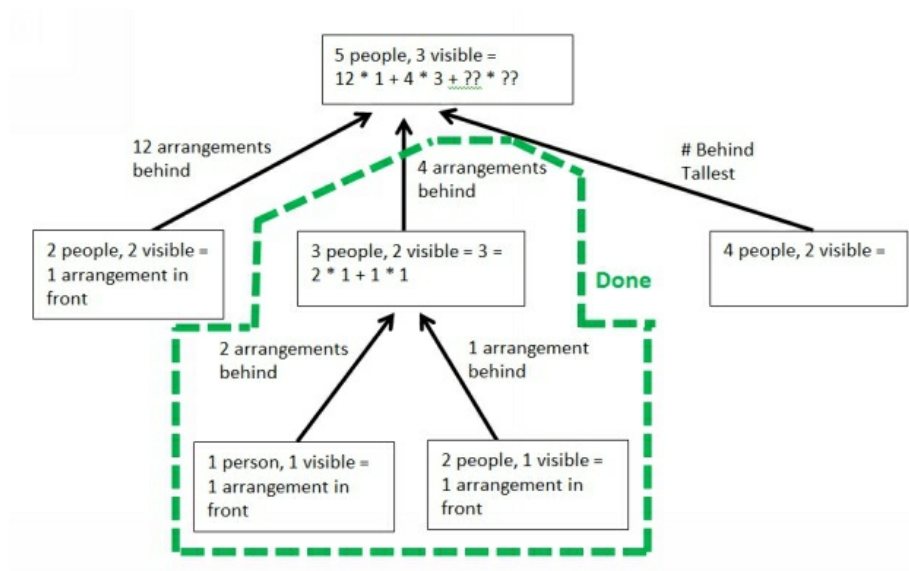 5 people, 3 visible =
12 * 1 + 4 * 3 + ?? * ??
12 arrangements
behind
4 arrangements
behind
# Behind
Tallest
2 people, 2 visible =
1 arrangement in
front
3 people, 2 visible = 3 =
2 * 1 + 1 * 1
4 people, 2 visible =
Done
2 arrangements
behind
1 arrangement
behind
1 person, 1 visible =
1 arrangement in
front
2 people, 1 visible =
1 arrangement in
front